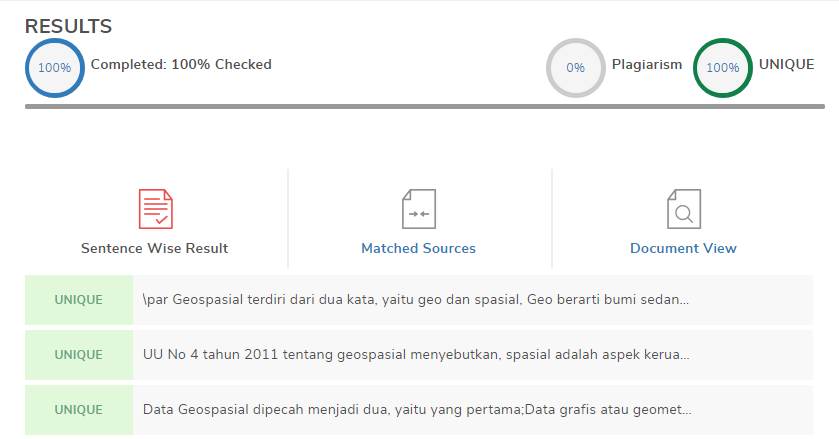 RESULTS
100% Completed: 100% Checked 0% Plagiarism 100% UNIQUE
Sentence Wise Result Matched Sources Document View
UNIQUE \par Geospasial terdiri dari dua kata, yaitu geo dan spasial, Geo berarti bumi sedan...
UNIQUE UU No 4 tahun 2011 tentang geospasial menyebutkan, spasial adalah aspek kerua...
UNIQUE Data Geospasial dipecah menjadi dua, yaitu yang pertama;Data grafis atau geomet...